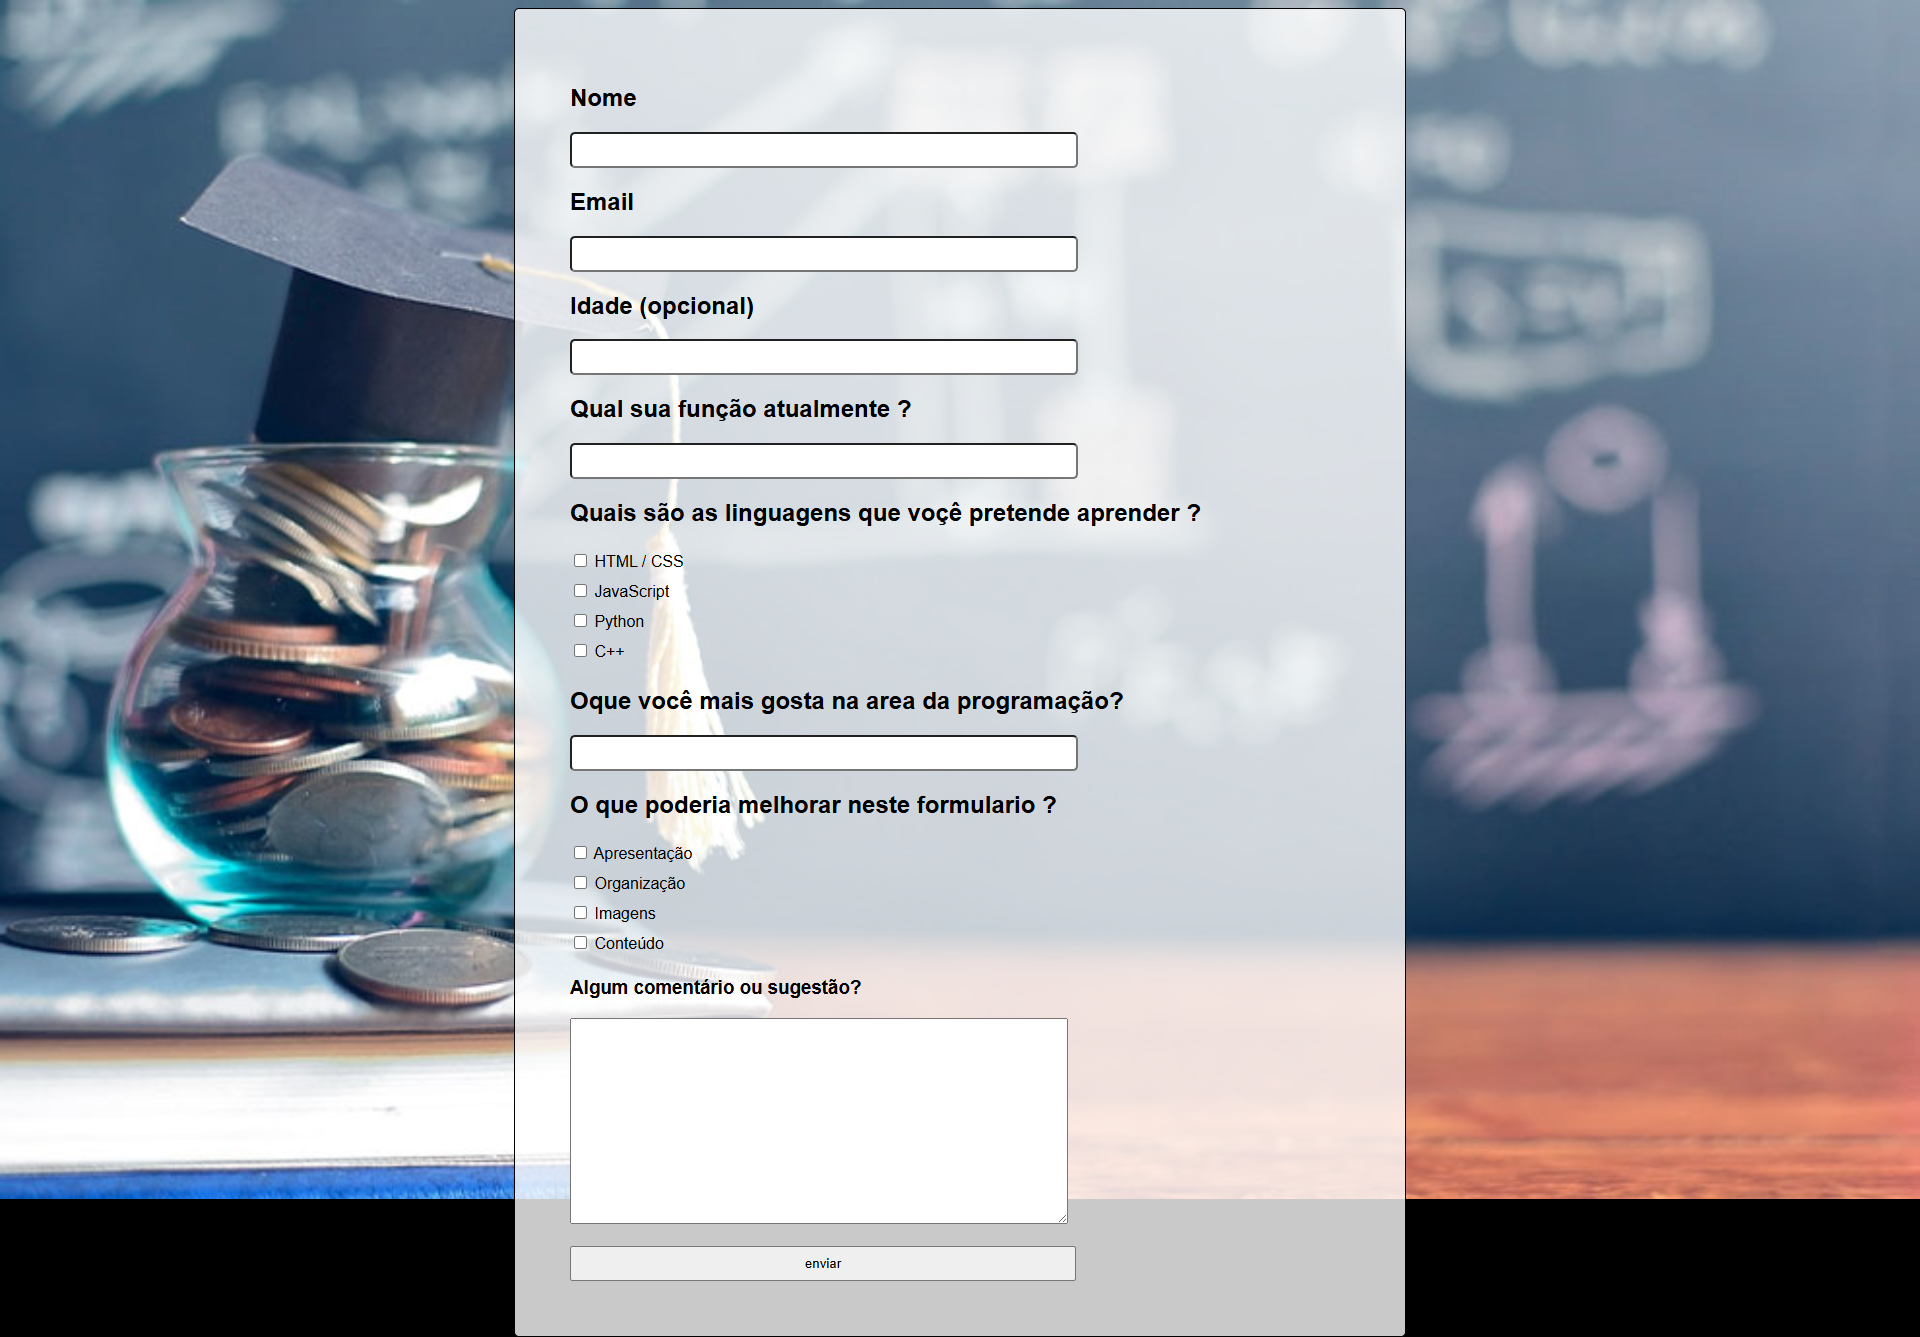 Nome
Email
Idade (opcional)
Qual sua função atualmente ?
Quais são as linguagens que voçê pretende aprender ?
HTML / CSS
JavaScript
Python
C++
Oque você mais gosta na area da programação?
O que poderia melhorar neste formulario ?
Apresentação
Organização
Imagens
Conteúdo
Algum comentário ou sugestão?
enviar